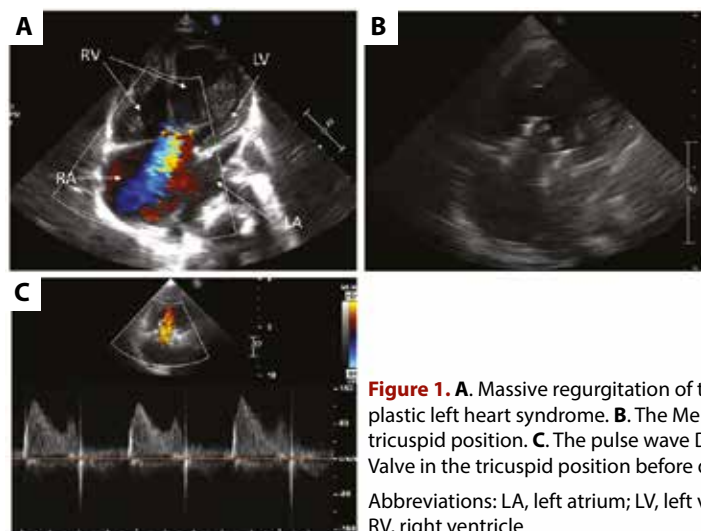 A
B
RV
LV
RA
LA
C
Figure 1. A. Massive regurgitation of t
plastic left heart syndrome. B. The Me
tricuspid position. C. The pulse wave D
Valve in the tricuspid position before
Abbreviations: LA, left atrium; LV, left v
RV, right ventricle